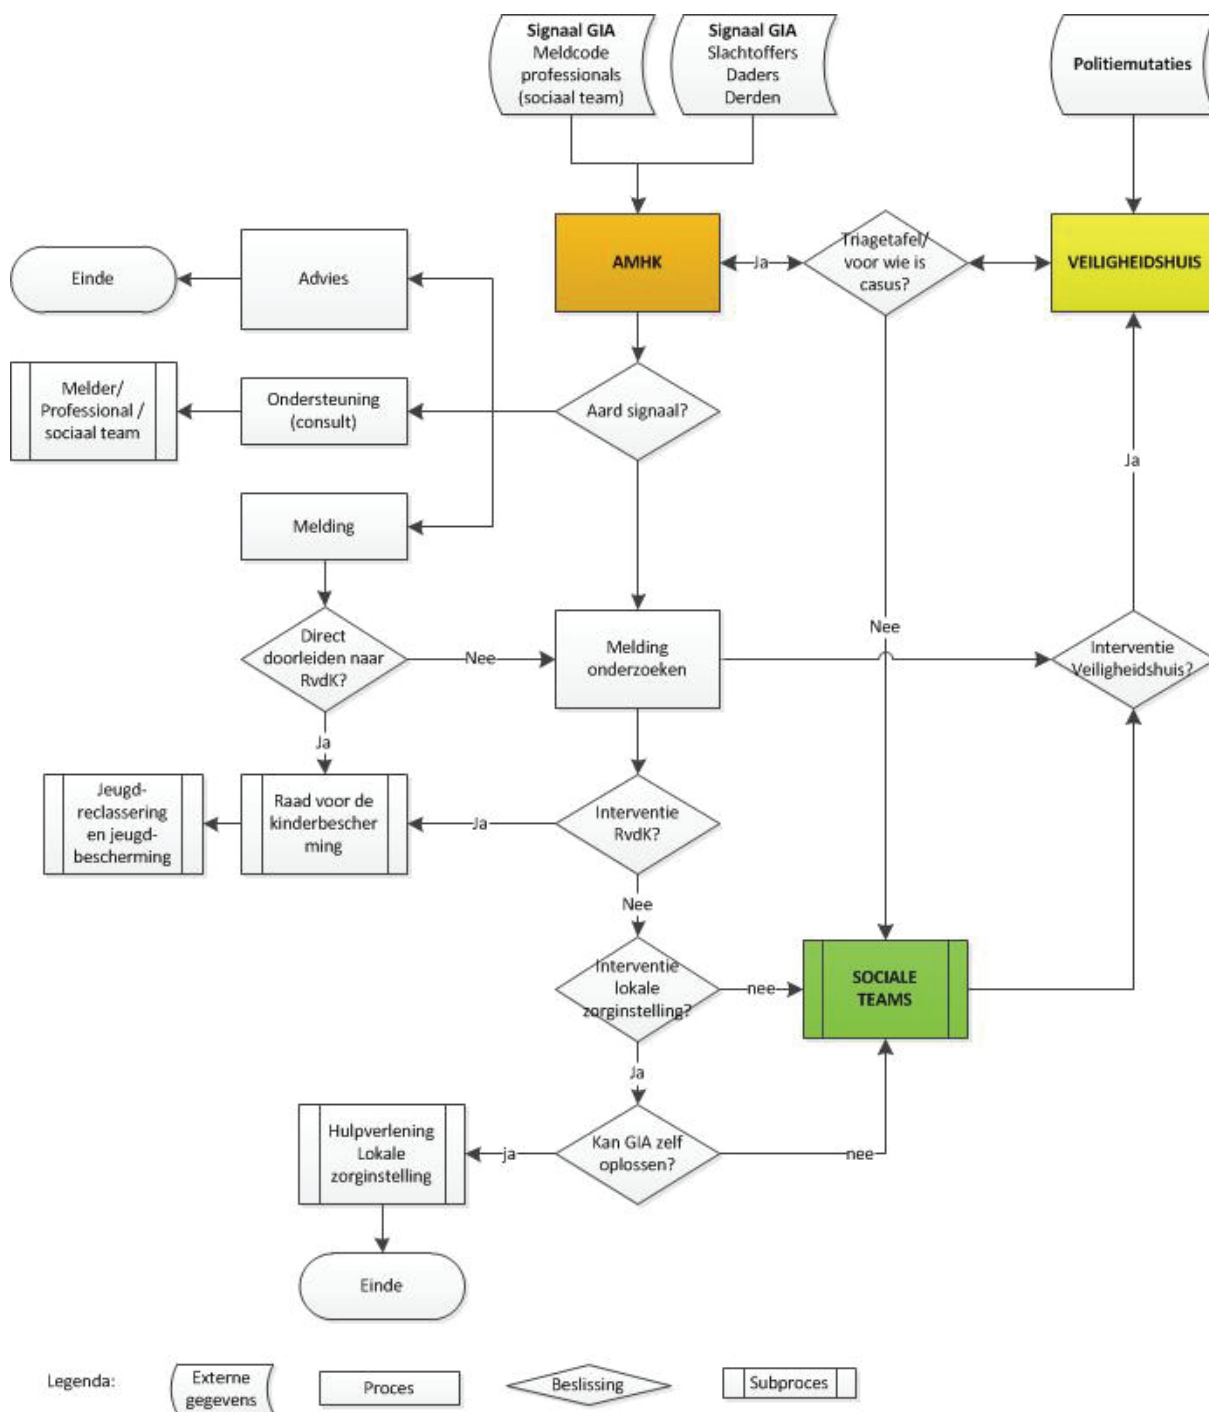 Signaal GIA
Meldcode
professionals
(sociaal team)
Signaal GIA
Slachtoffers
Daders
Derden
Politiemutaties
Einde
Advies
AMHK
Ja
Triagetafel/
voor wie is
casus?
VEILIGHEIDSHUIS
Melder/
Professional /
sociaal team
Ondersteuning
(consult)
Aard signaal?
Ja
Melding
Direct
doorleiden naar
RvdK?
Nee
Melding
onderzoeken
Nee
Interventie
Veiligheidshuis?
Ja
Jeugd-
reclassering
en jeugd-
bescherming
Raad voor de
kinderbescher
ming
Ja
Interventie
RvdK?
Nee
Interventie
lokale
zorginstelling?
nee
SOCIALE
TEAMS
Ja
Hulpverlening
Lokale
zorginstelling
ja
Kan GIA zelf
oplossen?
nee
Einde
Legenda:
Externe
gegevens
Proces
Beslissing
Subproces